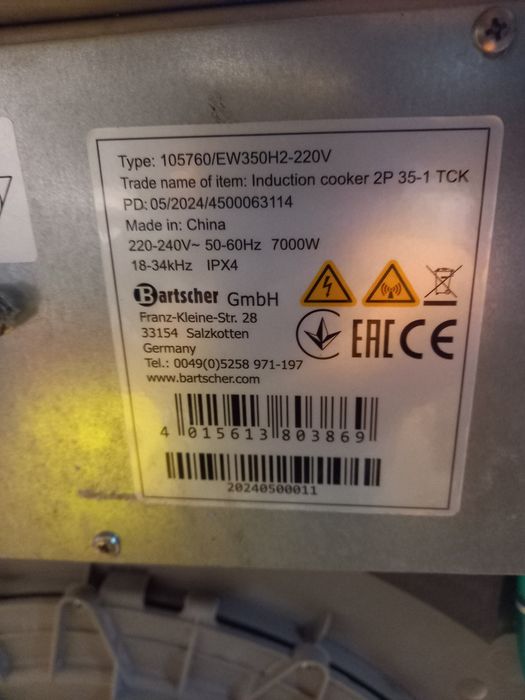 Type: 105760/EW350H2-220V
Trade name of item: Induction cooker 2P 35-1 TCK
PD: 05/2024/4500063114
Made in: China
220-240V~ 50-60Hz 7000W
18-34kHz IPX4
Bartscher GmbH
Franz-Kleine-Str. 28
33154 Salzkotten
Germany
Tel.: 0049(0)5258 971-197
www.bartscher.com
EAC CE
4 015613 803869
20240500011